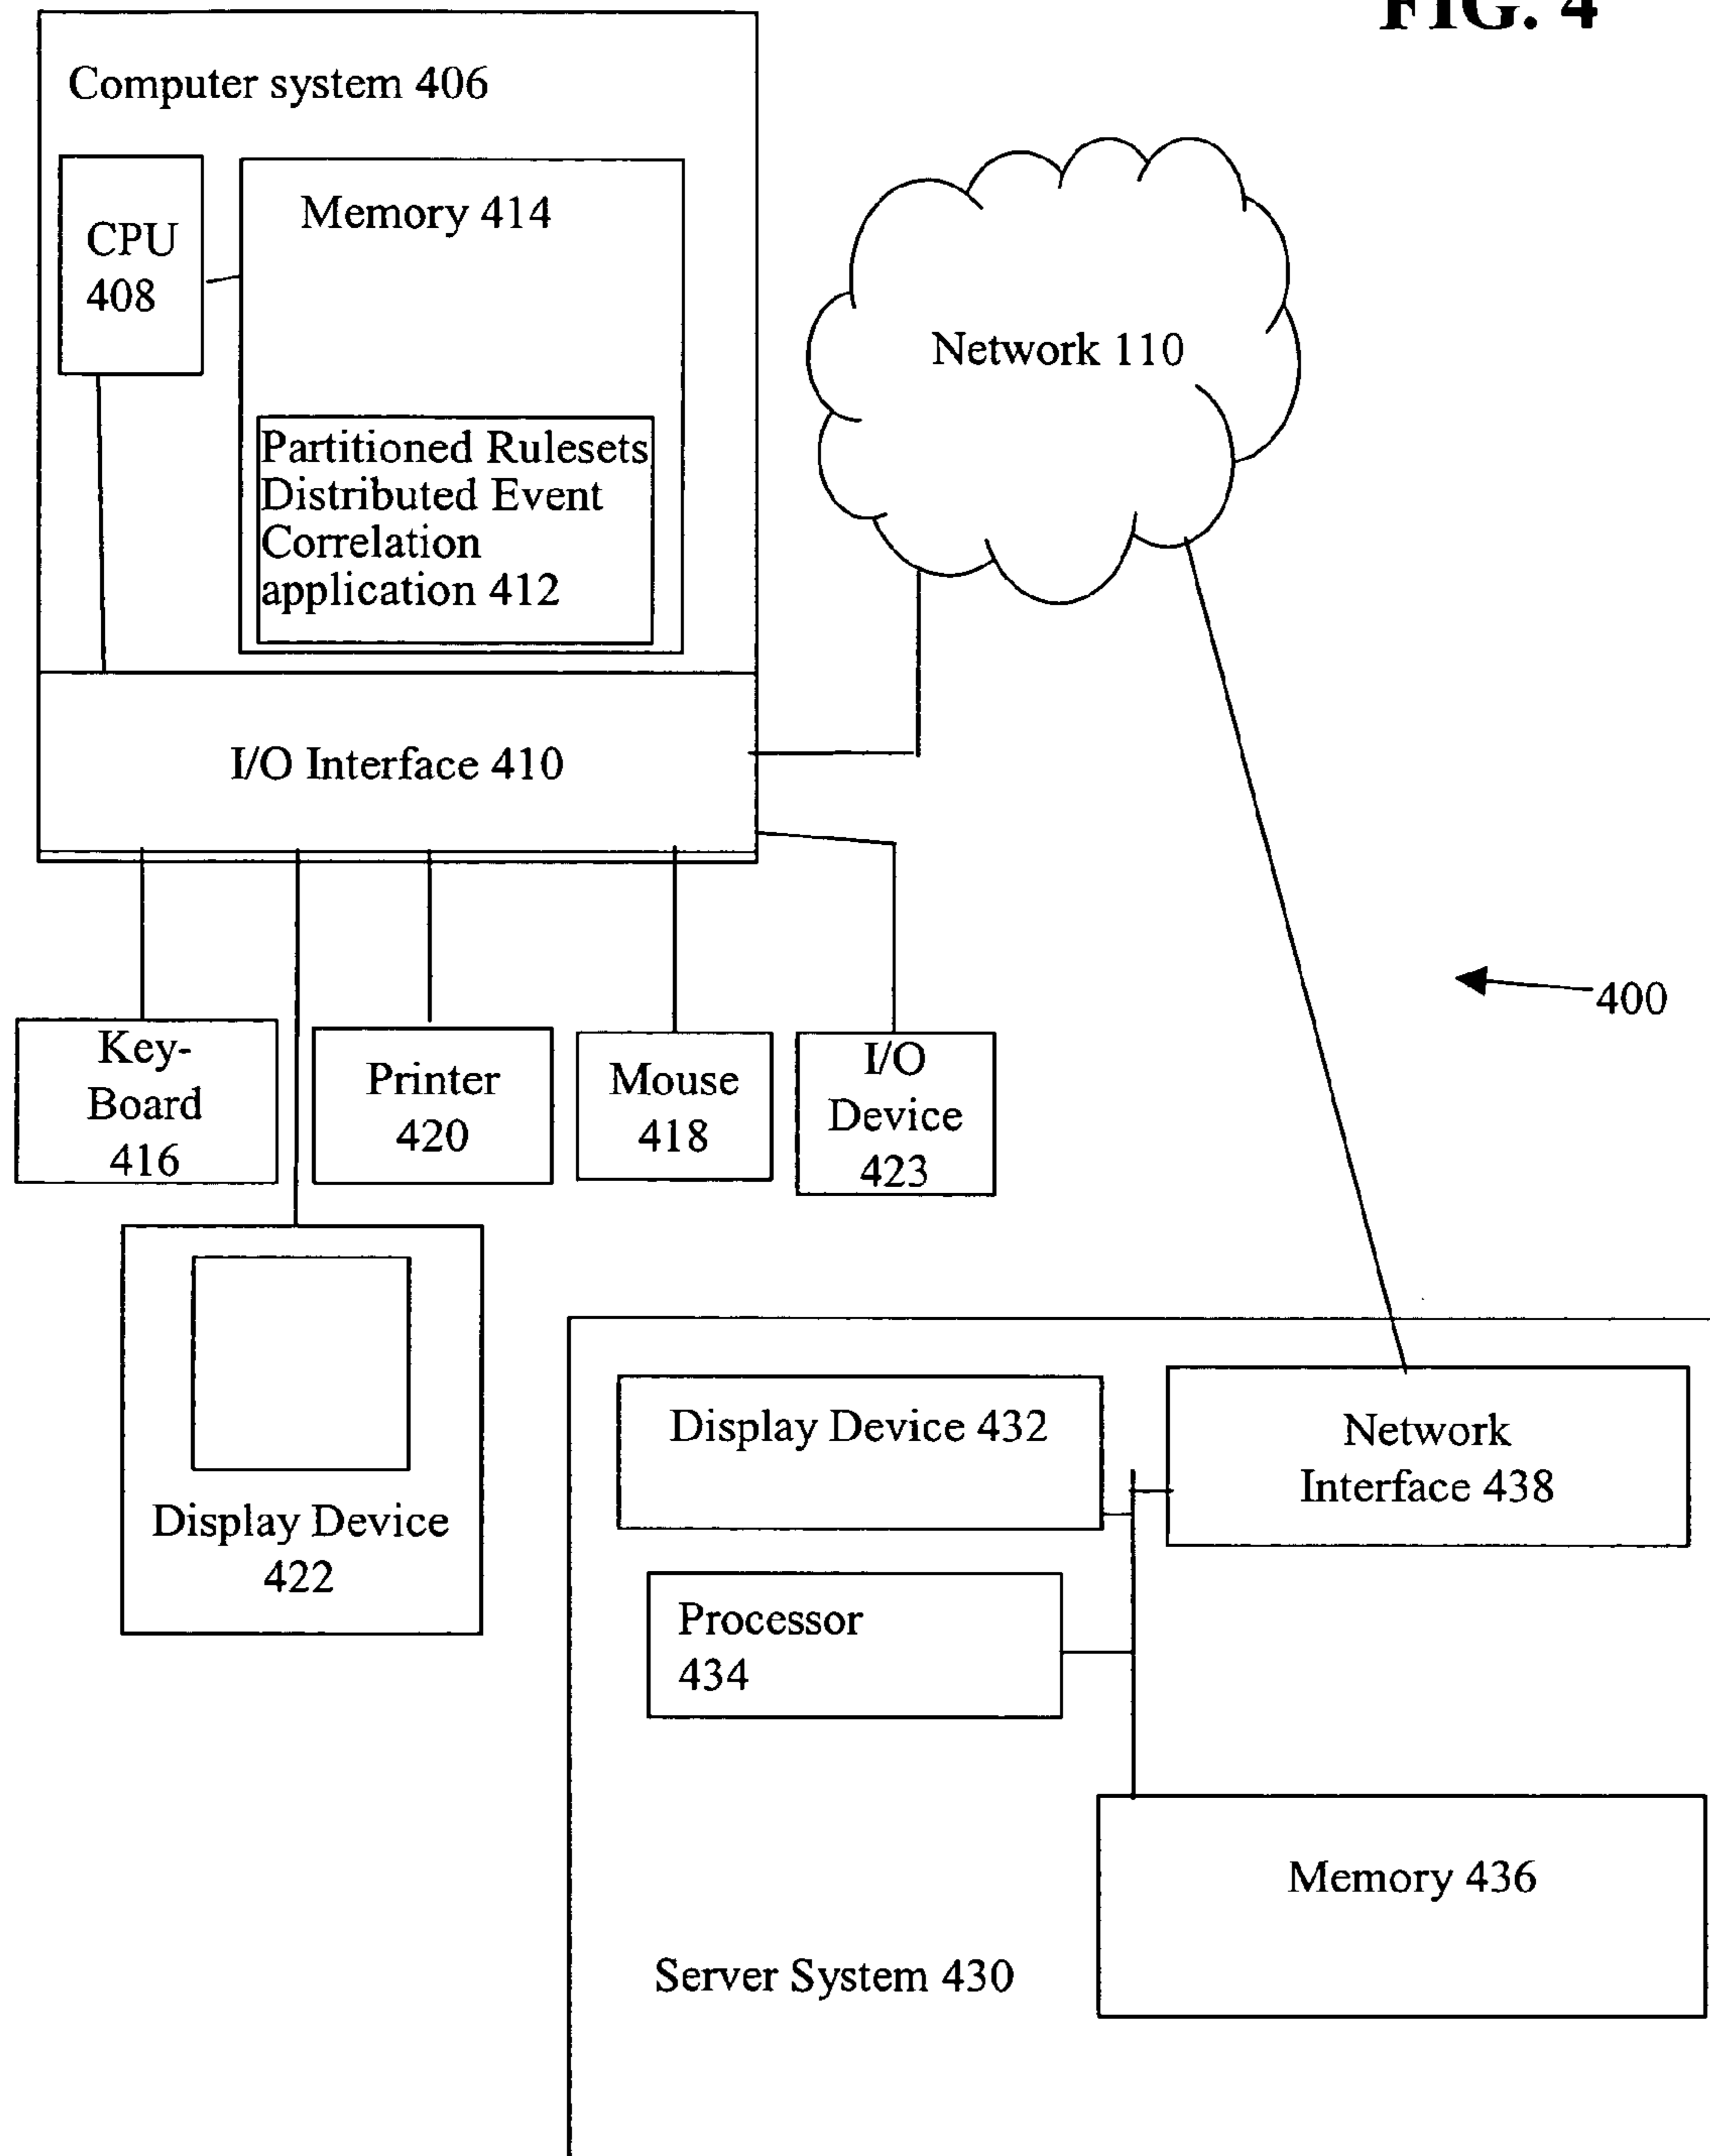 FIG. 4
Computer system 406
CPU
408
Memory 414
Partitioned Rulesets
Distributed Event
Correlation
application 412
Network 110
I/O Interface 410
400
Key-
Board
416
Printer
420
Mouse
418
I/O
Device
423
Display Device
422
Display Device 432
Network
Interface 438
Processor
434
Memory 436
Server System 430